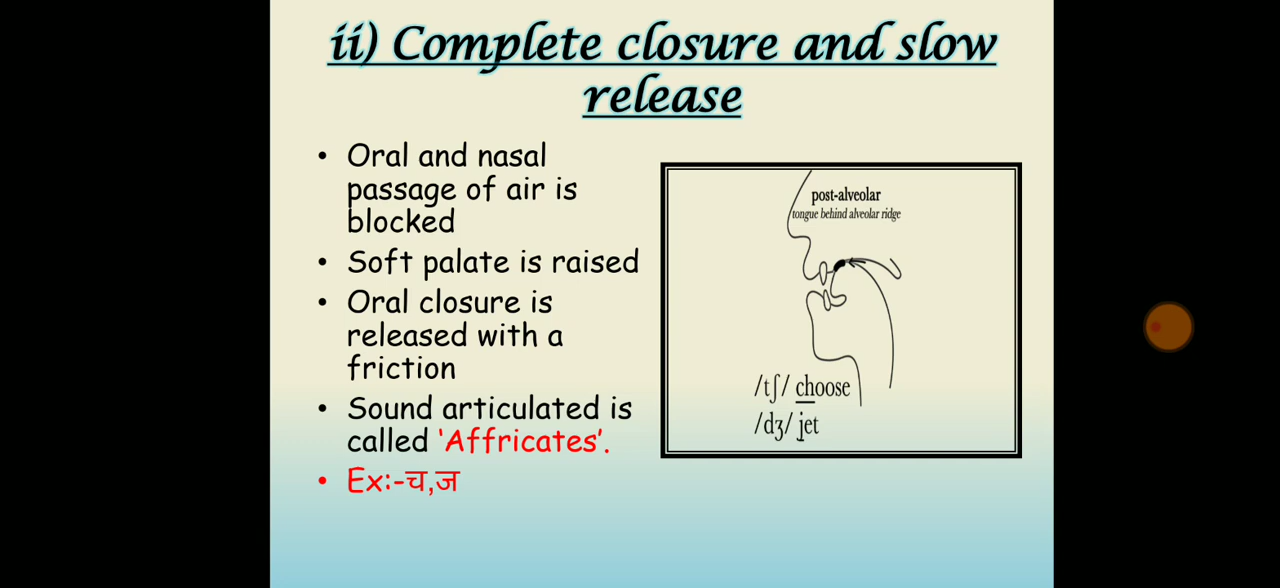 ii) Complete closure and slow
release
• Oral and nasal
passage of air is
blocked
• Soft palate is raised
• Oral closure is
released with a
friction
• Sound articulated is
called ‘Affricates’.
• Ex:-च,ज
post-alveolar
tongue behind alveolar ridge
/tʃ/ choose
/dʒ/ jet